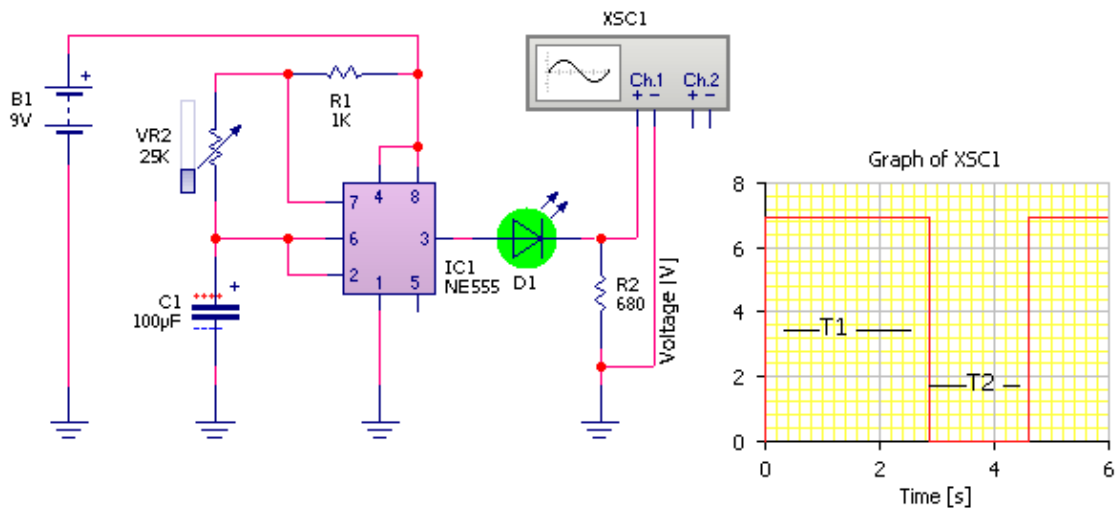 XSC1
Ch.1 Ch.2
+ − + −
+
B1
9V
R1
1K
VR2
25K
4 8
7
6 3
2
1 5
IC1
NE555
D1
+
C1
100µF
R2
680
Graph of XSC1
Voltage [V]
8
6
4
2
0
T1
T2
0 2 4 6
Time [s]